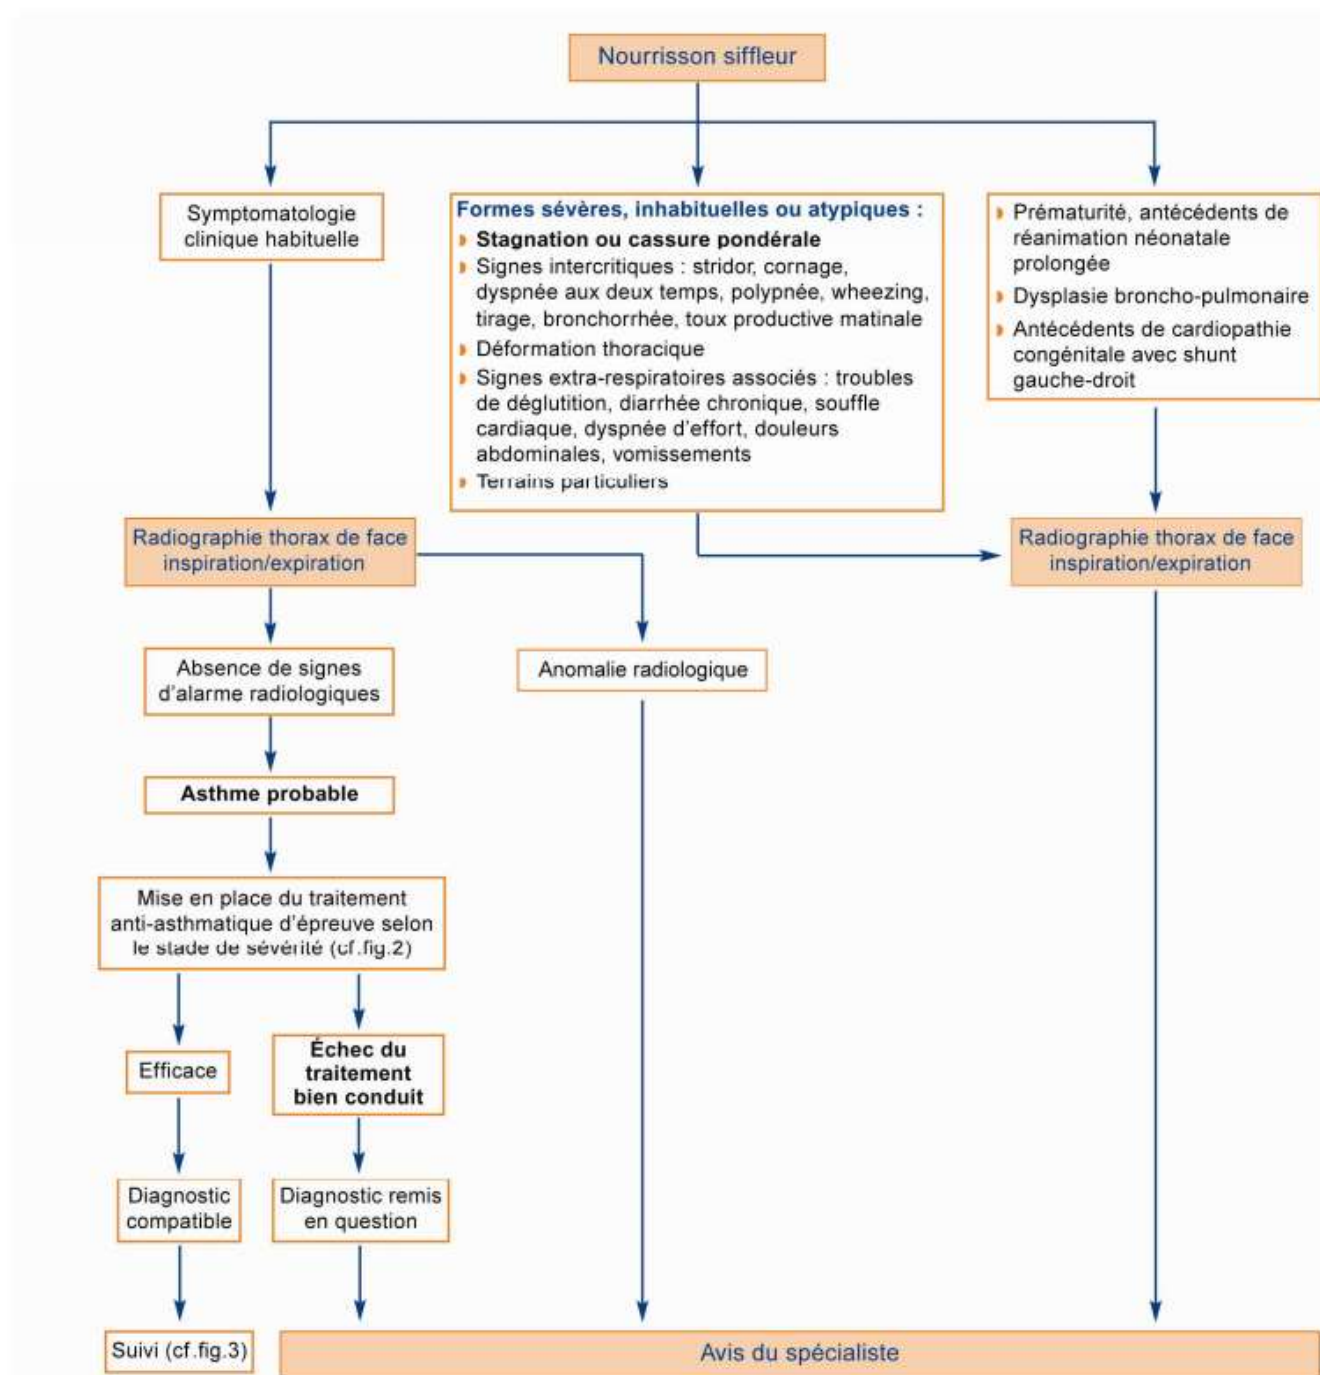 Nourrisson siffleur
Symptomatologie
clinique habituelle
Formes sévères, inhabituelles ou atypiques :
Stagnation ou cassure pondérale
Signes intercritiques : stridor, cornage,
dyspnée aux deux temps, polypnée, wheezing,
tirage, bronchorrhée, toux productive matinale
Déformation thoracique
Signes extra-respiratoires associés : troubles
de déglutition, diarrhée chronique, souffle
cardiaque, dyspnée d'effort, douleurs
abdominales, vomissements
Terrains particuliers
Prématurité, antécédents de
réanimation néonatale
prolongée
Dysplasie broncho-pulmonaire
Antécédents de cardiopathie
congénitale avec shunt
gauche-droit
Radiographie thorax de face
inspiration/expiration
Radiographie thorax de face
inspiration/expiration
Absence de signes
d'alarme radiologiques
Anomalie radiologique
Asthme probable
Mise en place du traitement
anti-asthmatique d'épreuve selon
le stade de sévérité (cf.fig.2)
Efficace
Échec du
traitement
bien conduit
Diagnostic
compatible
Diagnostic remis
en question
Suivi (cf.fig.3)
Avis du spécialiste